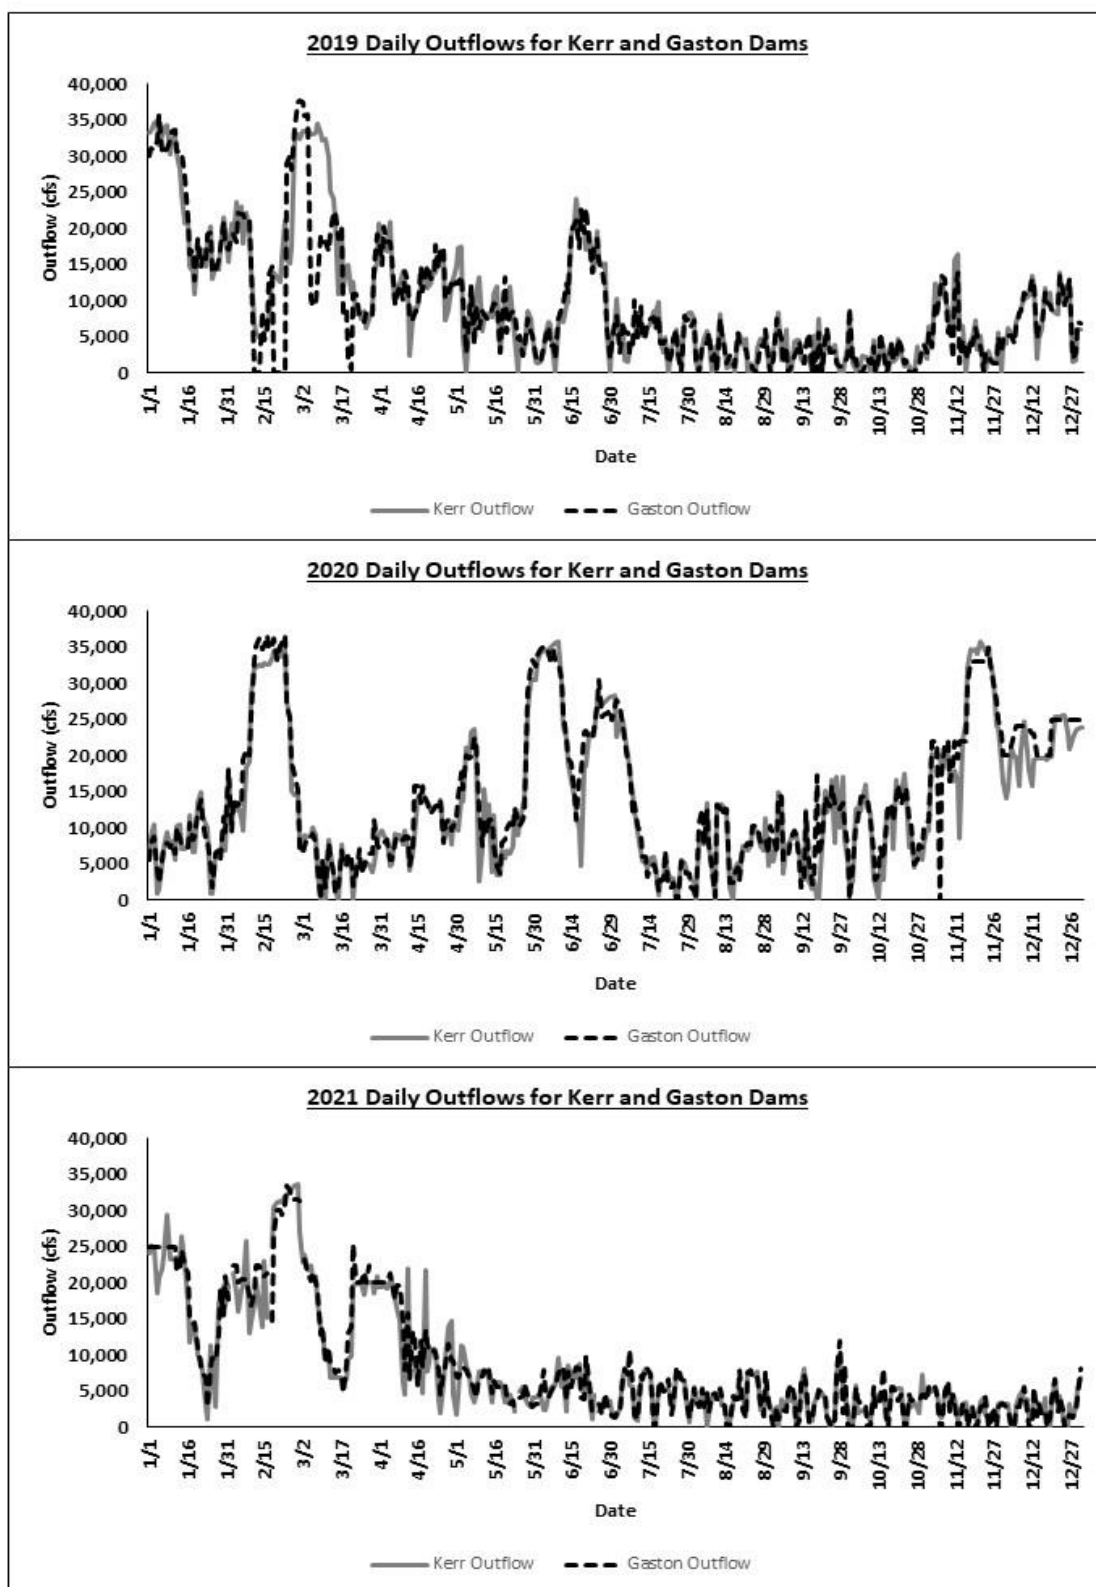 2019 Daily Outflows for Kerr and Gaston Dams
40,000
35,000
30,000
25,000
20,000
15,000
10,000
5,000
0
Outflow (cfs)
1/1 1/16 1/31 2/15 3/2 3/17 4/1 4/16 5/1 5/16 5/31 6/15 6/30 7/15 7/30 8/14 8/29 9/13 9/28 10/13 10/28 11/12 11/27 12/12 12/27
Date
Kerr Outflow Gaston Outflow
2020 Daily Outflows for Kerr and Gaston Dams
40,000
35,000
30,000
25,000
20,000
15,000
10,000
5,000
0
Outflow (cfs)
1/1 1/16 1/31 2/15 3/1 3/16 3/31 4/15 4/30 5/15 5/30 6/14 6/29 7/14 7/29 8/13 8/28 9/12 9/27 10/12 10/27 11/11 11/26 12/11 12/26
Date
Kerr Outflow Gaston Outflow
2021 Daily Outflows for Kerr and Gaston Dams
40,000
35,000
30,000
25,000
20,000
15,000
10,000
5,000
0
Outflow (cfs)
1/1 1/16 1/31 2/15 3/2 3/17 4/1 4/16 5/1 5/16 5/31 6/15 6/30 7/15 7/30 8/14 8/29 9/13 9/28 10/13 10/28 11/12 11/27 12/12 12/27
Date
Kerr Outflow Gaston Outflow